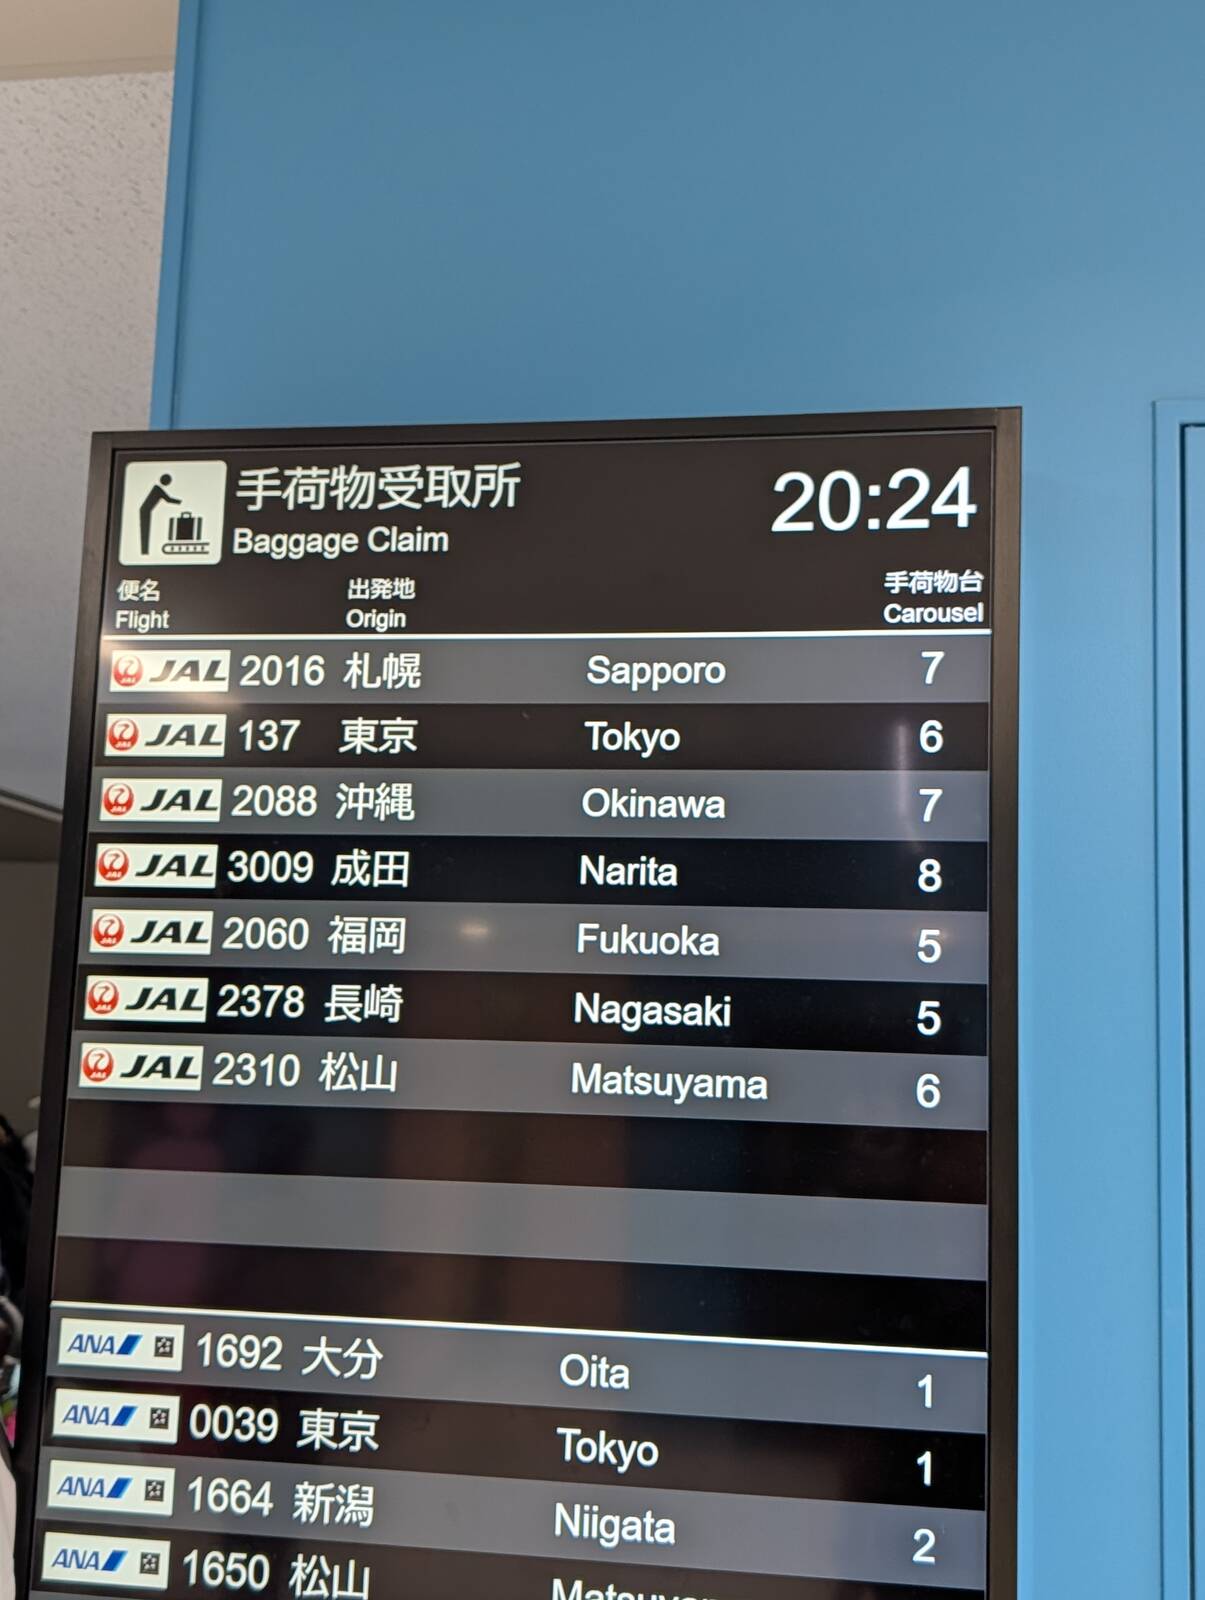 手荷物受取所 20:24
Baggage Claim
便名 出発地 手荷物台
Flight Origin Carousel
JAL 2016 札幌 Sapporo 7
JAL 137 東京 Tokyo 6
JAL 2088 沖縄 Okinawa 7
JAL 3009 成田 Narita 8
JAL 2060 福岡 Fukuoka 5
JAL 2378 長崎 Nagasaki 5
JAL 2310 松山 Matsuyama 6
ANA 1692 大分 Oita 1
ANA 0039 東京 Tokyo 1
ANA 1664 新潟 Niigata 2
ANA 1650 松山